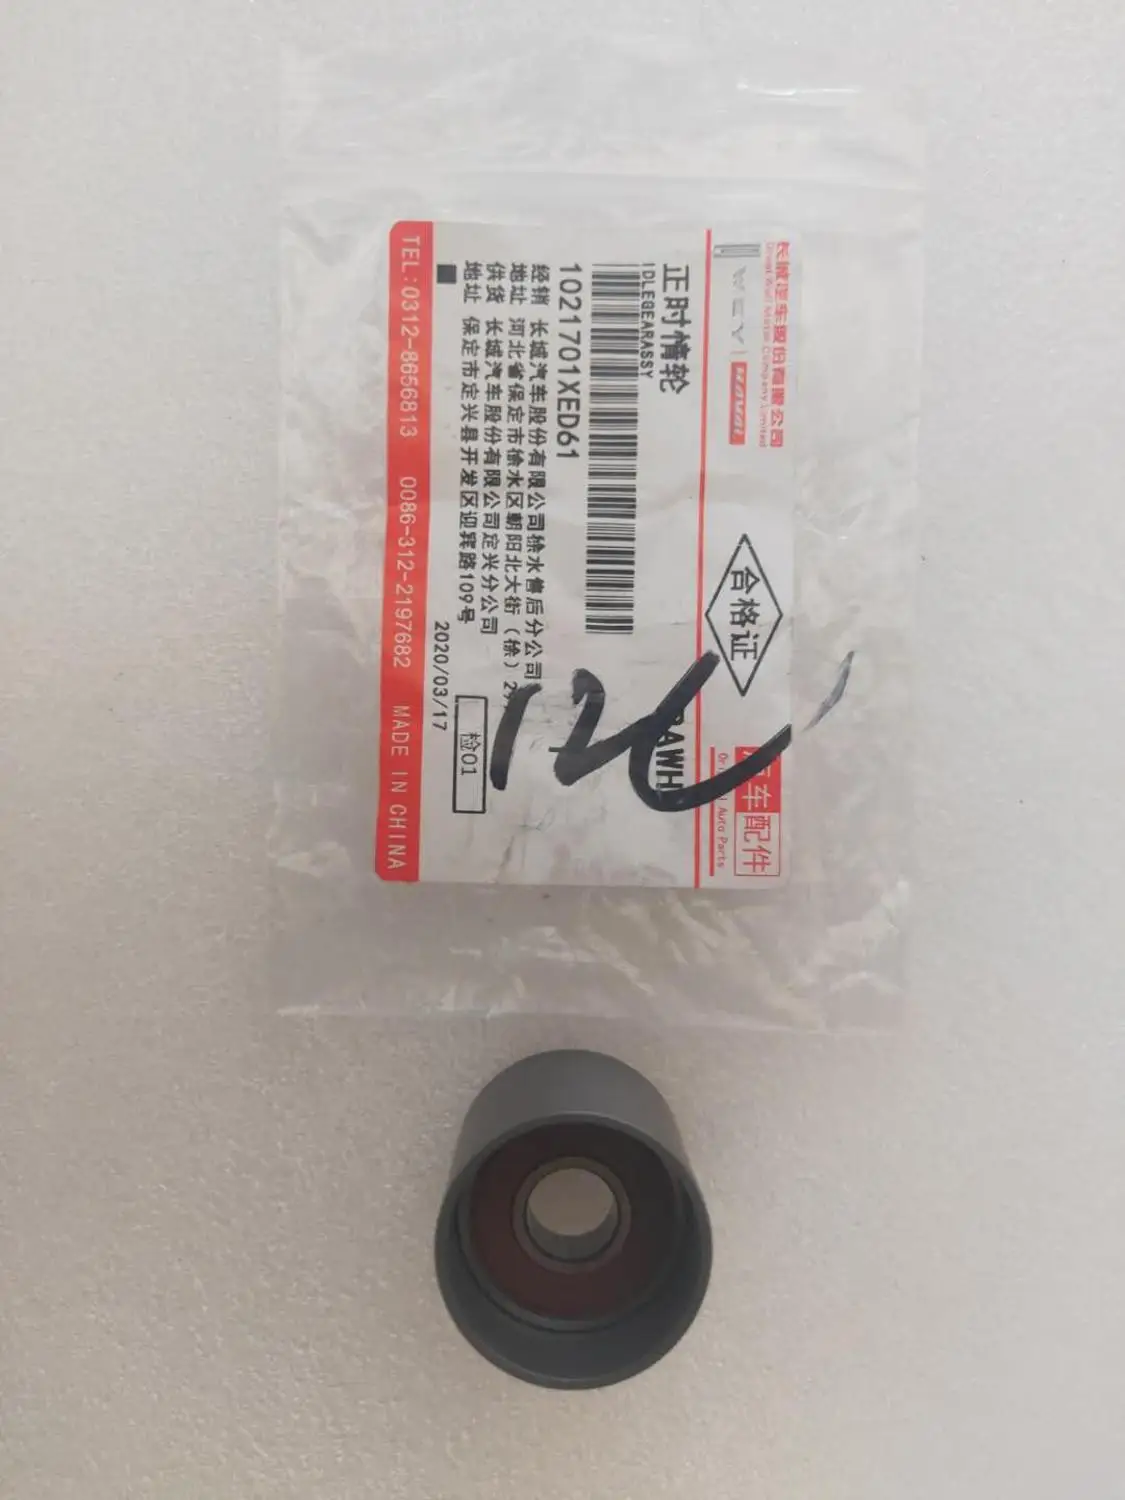 长城汽车股份有限公司
Great Wall Motor Company Limited
WEY
HAVAL
合格证
汽车配件
Auto Parts
正时惰轮
IDLEGEARASSY
1021701XED61
经销 长城汽车股份有限公司徐水售后分公司
地址 河北省保定市徐水区朝阳北大街（徐）29
供货 长城汽车股份有限公司定兴分公司
地址 保定市定兴县开发区迎宾路109号
2020/03/17
检01
TEL:0312-8656813 0086-312-2197682 MADE IN CHINA